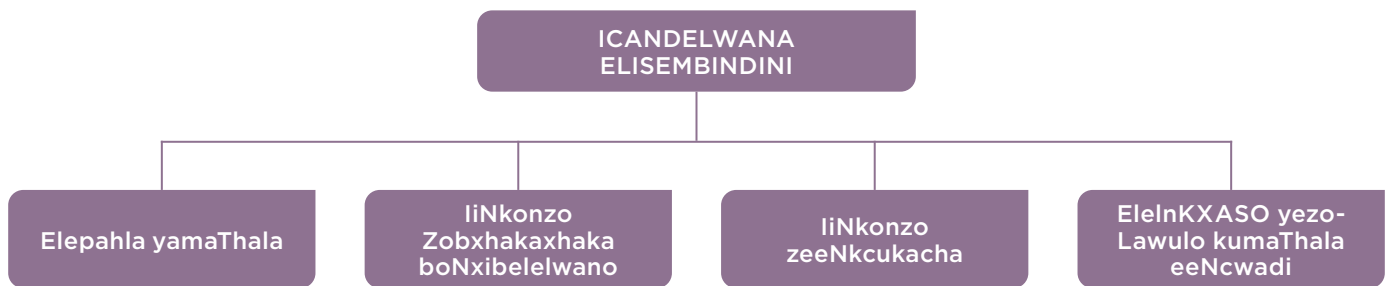 ICANDELWANA
ELISEMBINDINI
Elepahla yamaThala
IiNkonzo
Zobxhakaxhaka
boNxibelelwano
IiNkonzo
zeeNkcukacha
EleInKXASO yezo-
Lawulo kumaThala
eeNcwadi